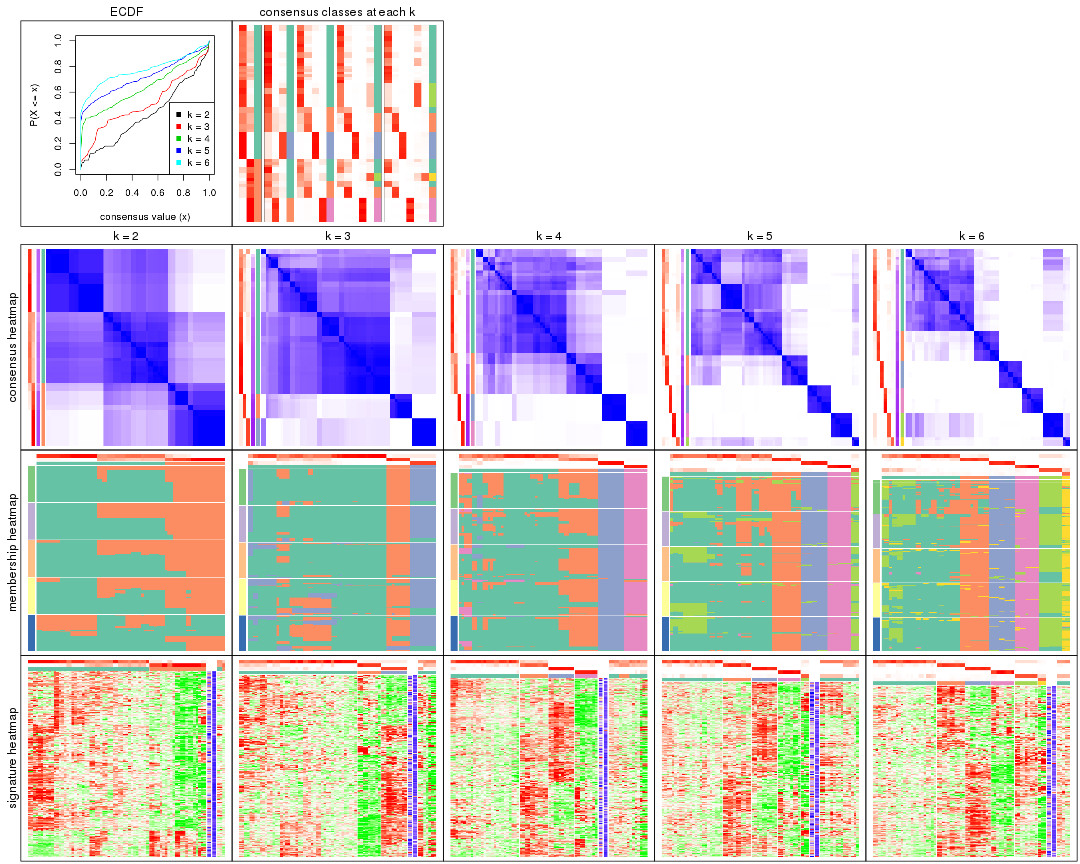 ECDF
consensus classes at each k
P(X <= x)
0.0 0.2 0.4 0.6 0.8 1.0
k = 2
k = 3
k = 4
k = 5
k = 6
0.0 0.2 0.4 0.6 0.8 1.0
consensus value (x)
k = 2
k = 3
k = 4
k = 5
k = 6
consensus heatmap
membership heatmap
signature heatmap